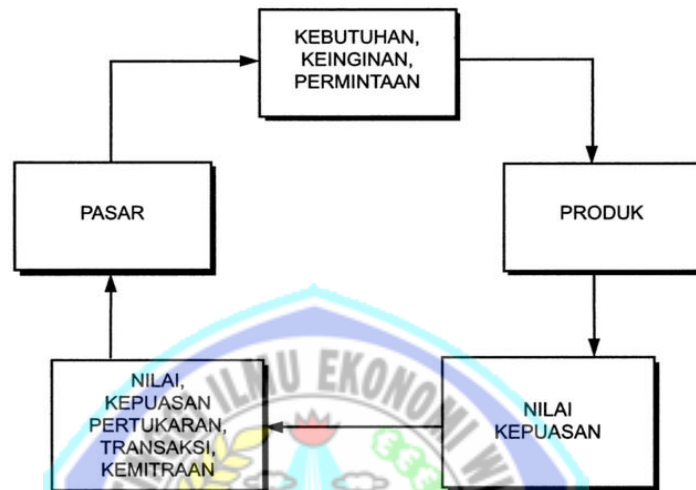 KEBUTUHAN,
KEINGINAN,
PERMINTAAN
PASAR
PRODUK
NILAI,
KEPUASAN
PERTUKARAN,
TRANSAKSI,
KEMITRAAN
NILAI
KEPUASAN
ILMU EKONOMI